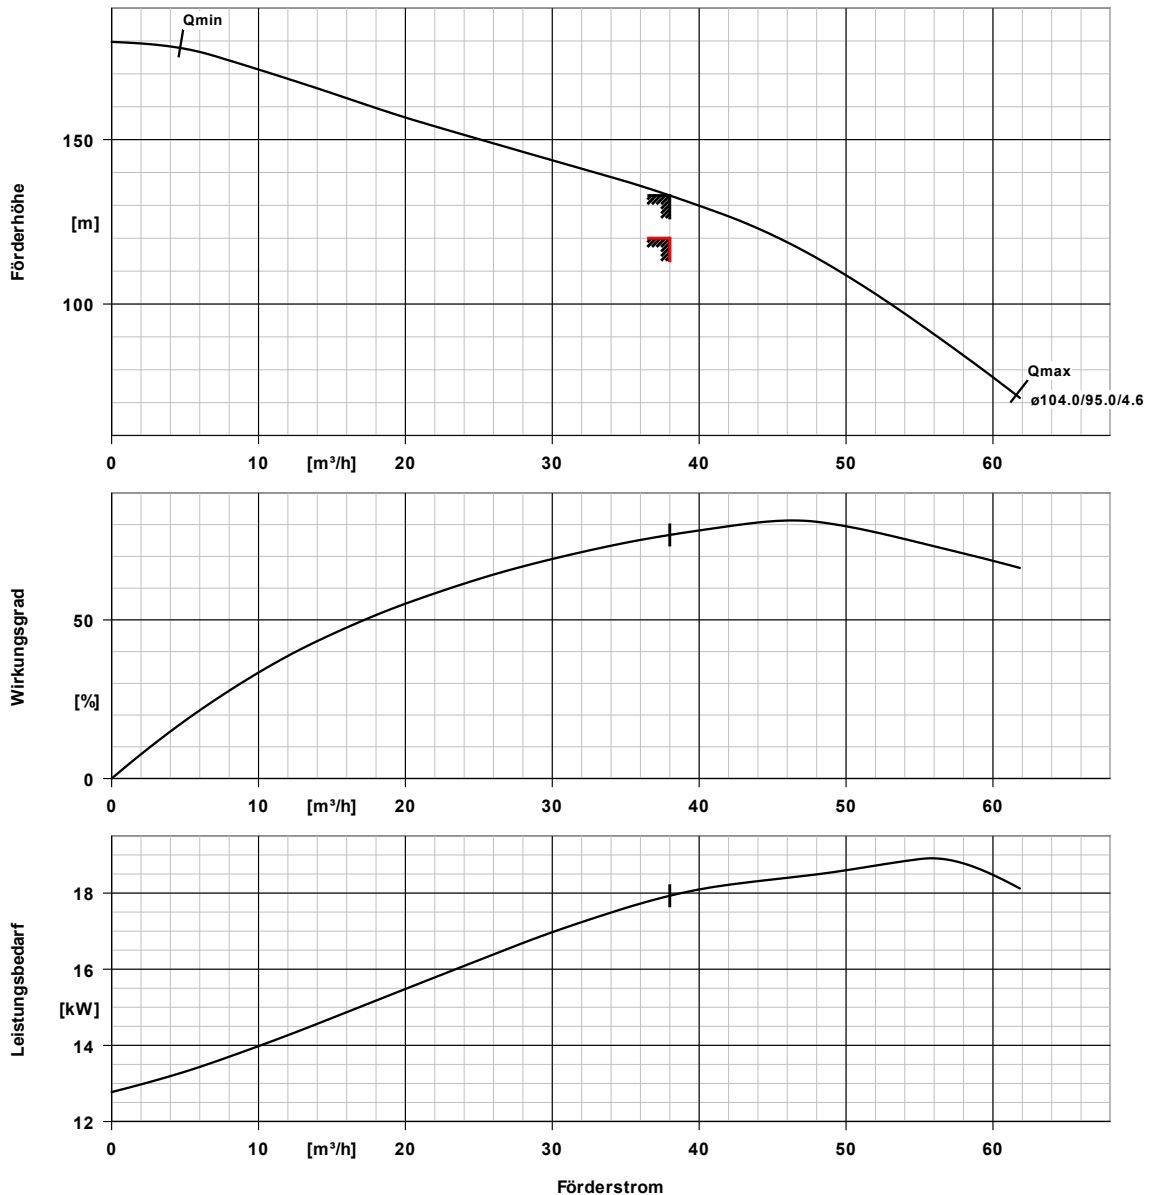 Qmin
150
Förderhöhe
[m]
100
Qmax
ø104.0/95.0/4.6
0 10 [m³/h] 20 30 40 50 60
Wirkungsgrad
50
[%]
0
0 10 [m³/h] 20 30 40 50 60
Leistungsbedarf
18
16
[kW]
14
12
0 10 [m³/h] 20 30 40 50 60
Förderstrom